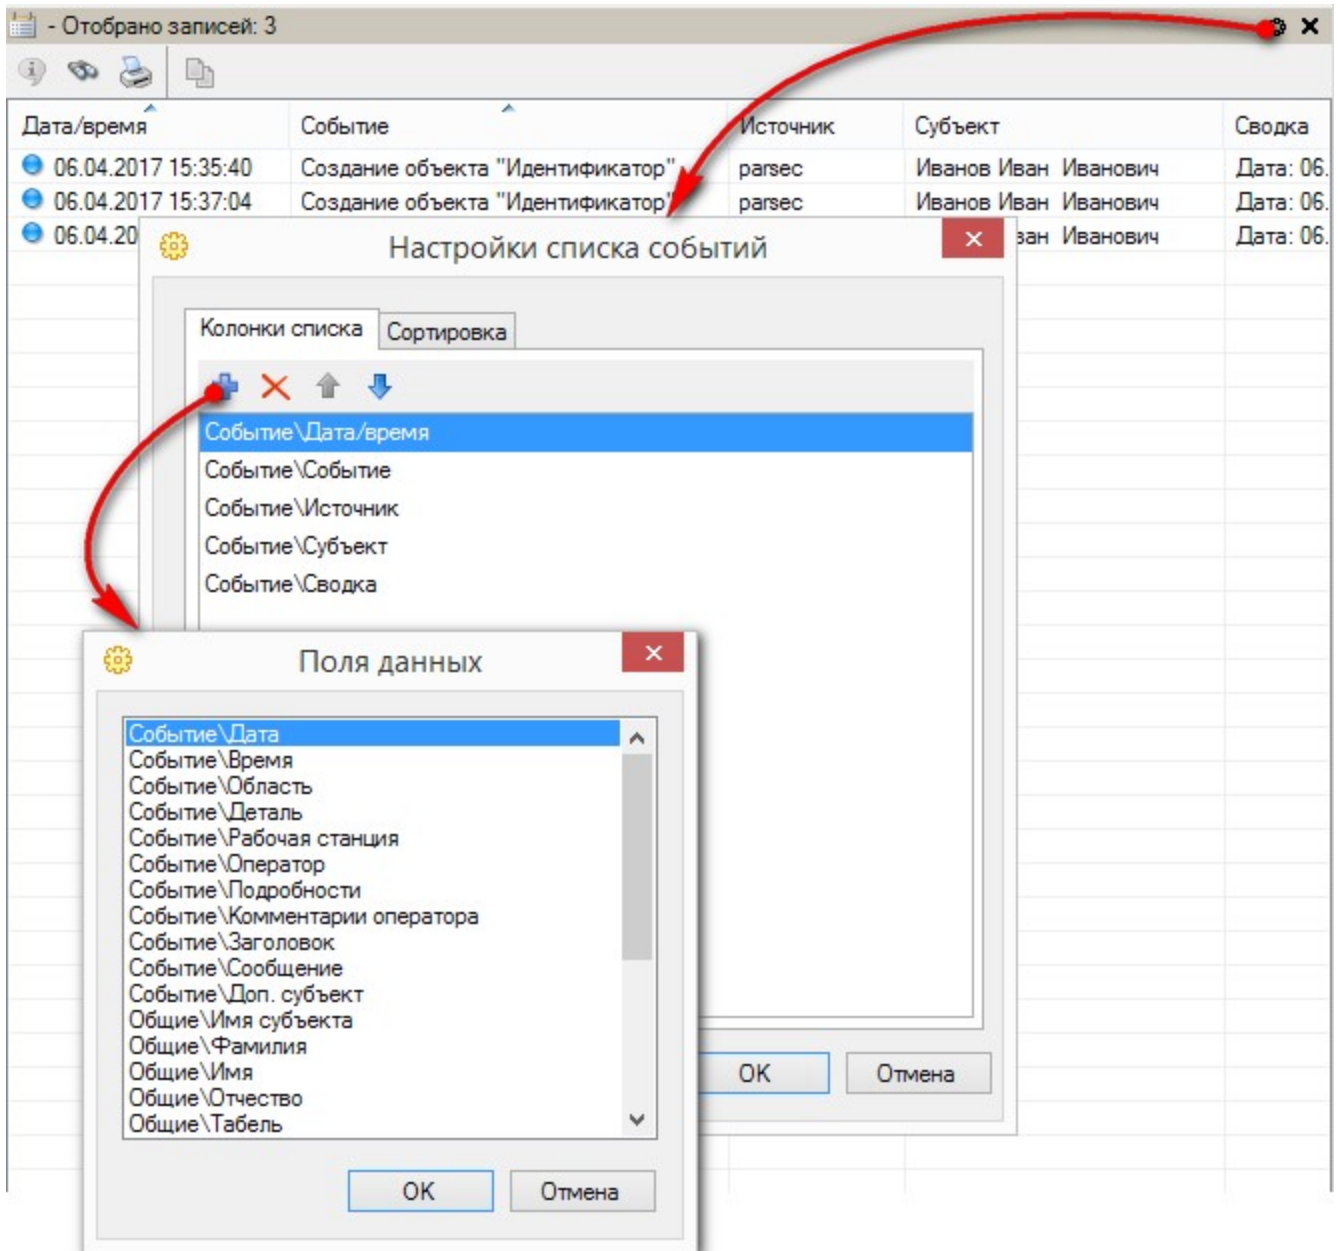 - Отобрано записей: 3
Дата/время Событие Источник Субъект Сводка
06.04.2017 15:35:40 Создание объекта "Идентификатор" parsec Иванов Иван Иванович Дата: 06.
06.04.2017 15:37:04 Создание объекта "Идентификатор" parsec Иванов Иван Иванович Дата: 06.
06.04.20 ван Иванович Дата: 06.
Настройки списка событий
Колонки списка Сортировка
Событие\Дата/время
Событие\Событие
Событие\Источник
Событие\Субъект
Событие\Сводка
Поля данных
Событие\Дата
Событие\Время
Событие\Область
Событие\Деталь
Событие\Рабочая станция
Событие\Оператор
Событие\Подробности
Событие\Комментарии оператора
Событие\Заголовок
Событие\Сообщение
Событие\Доп. субъект
Общие\Имя субъекта
Общие\Фамилия
Общие\Имя
Общие\Отчество
Общие\Табель
OK Отмена
OK Отмена